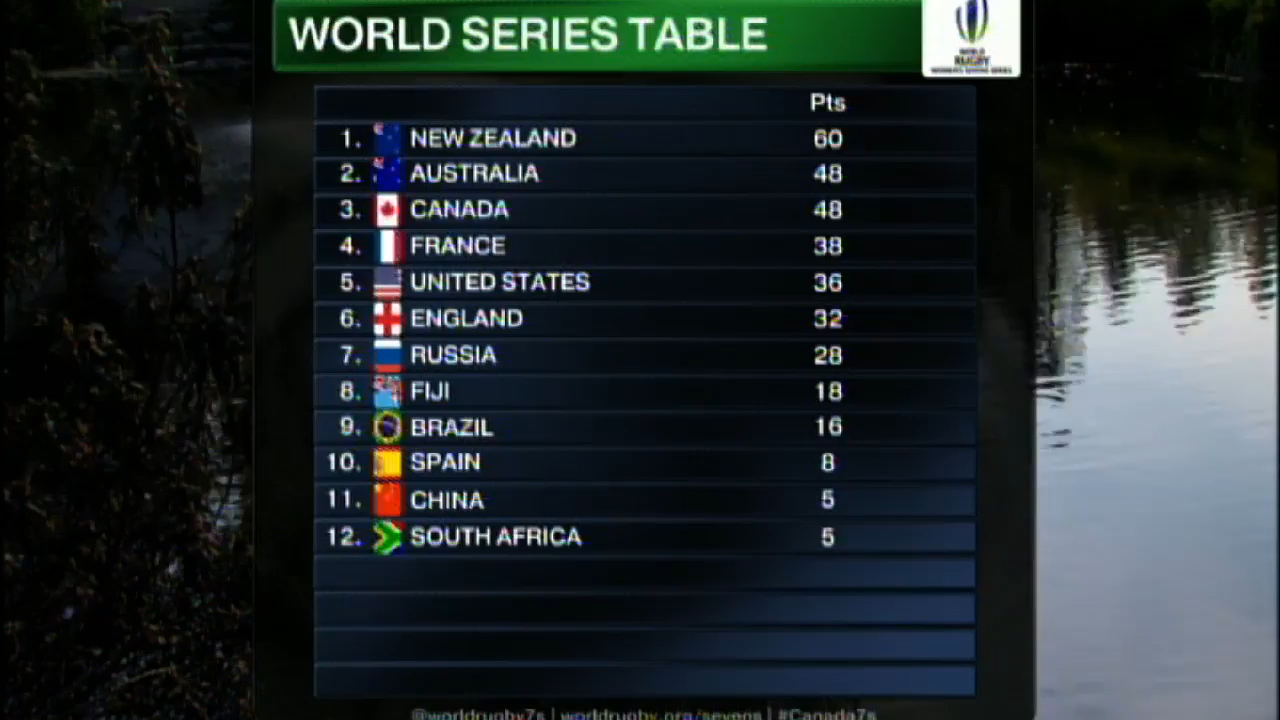 WORLD SERIES TABLE
WORLD
RUGBY
Pts
1. NEW ZEALAND 60
2. AUSTRALIA 48
3. CANADA 48
4. FRANCE 38
5. UNITED STATES 36
6. ENGLAND 32
7. RUSSIA 28
8. FIJI 18
9. BRAZIL 16
10. SPAIN 8
11. CHINA 5
12. SOUTH AFRICA 5
@worldrugby7s | worldrugby.org/sevens | #Canada7s